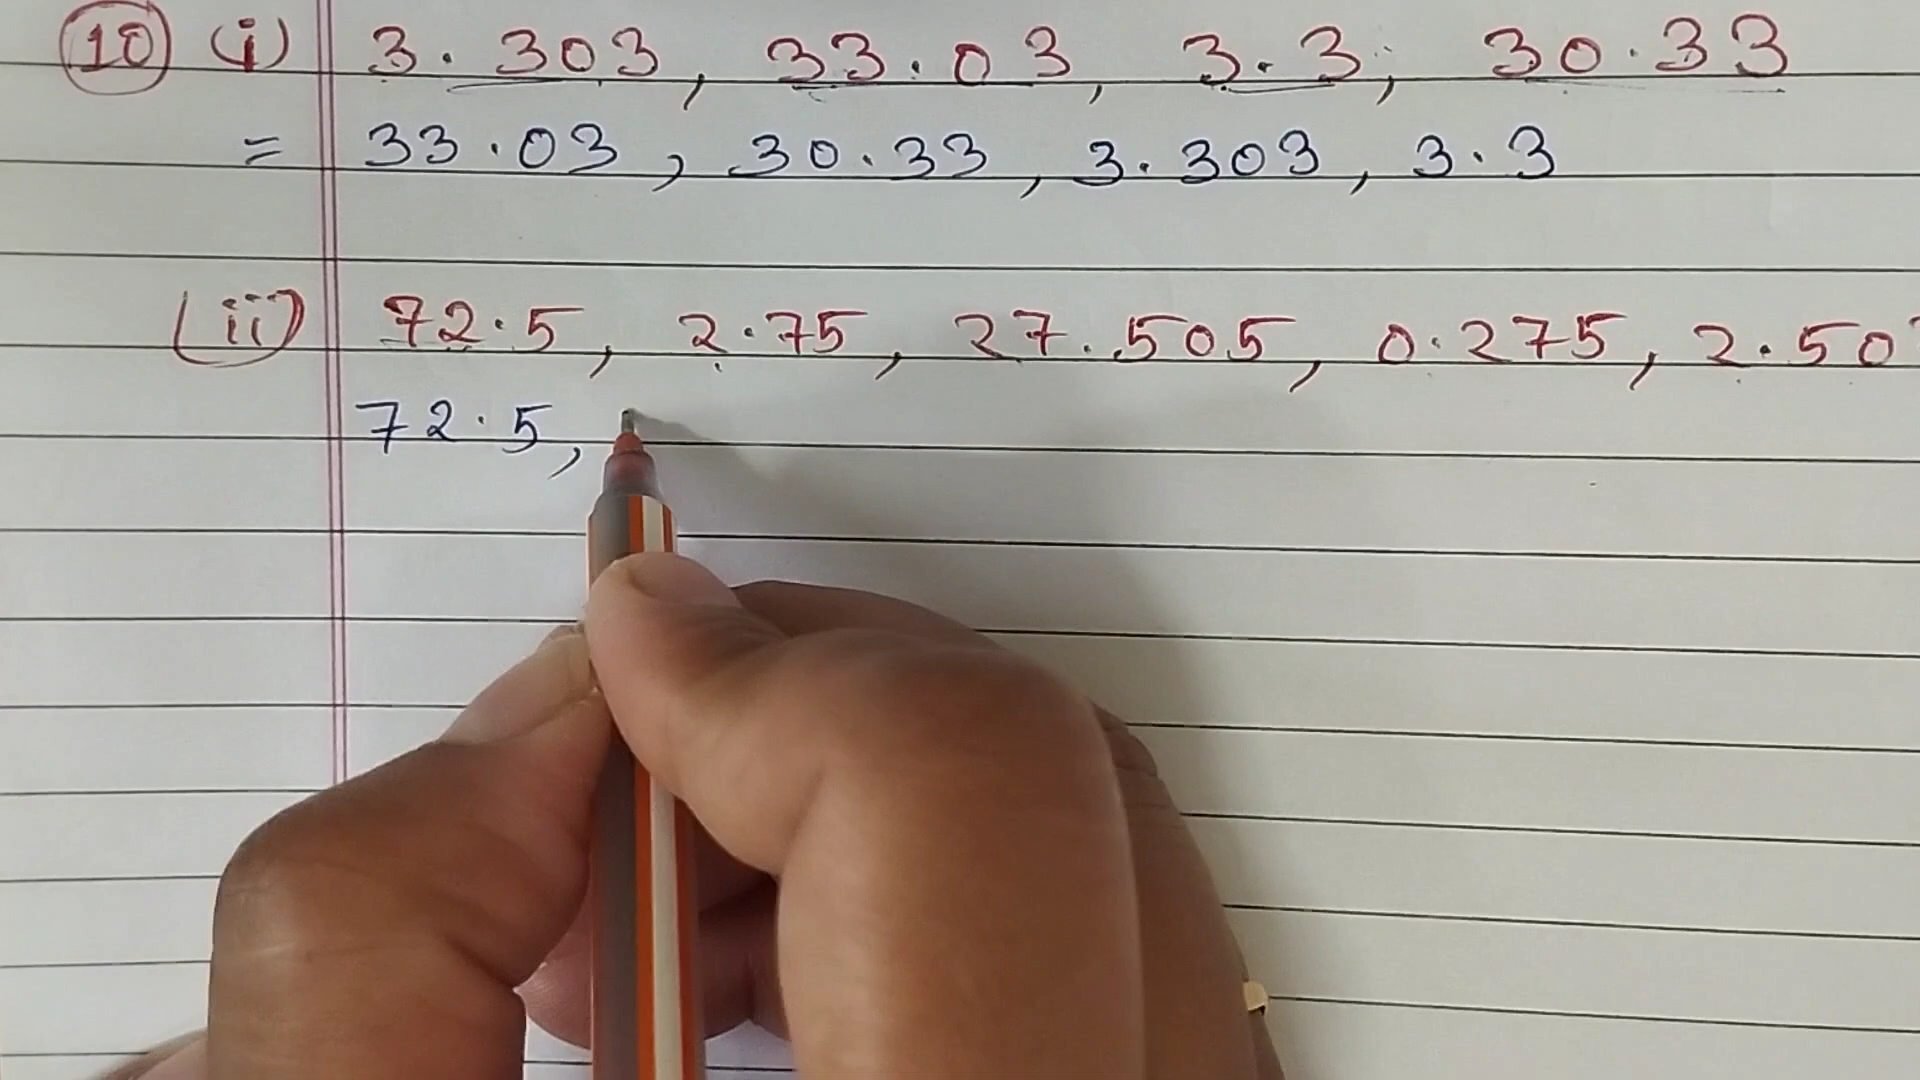 10 (i) 3.303, 33.03, 3.3, 30.33
= 33.03, 30.33, 3.303, 3.3
(ii) 72.5, 2.75, 27.505, 0.275, 2.50
72.5,